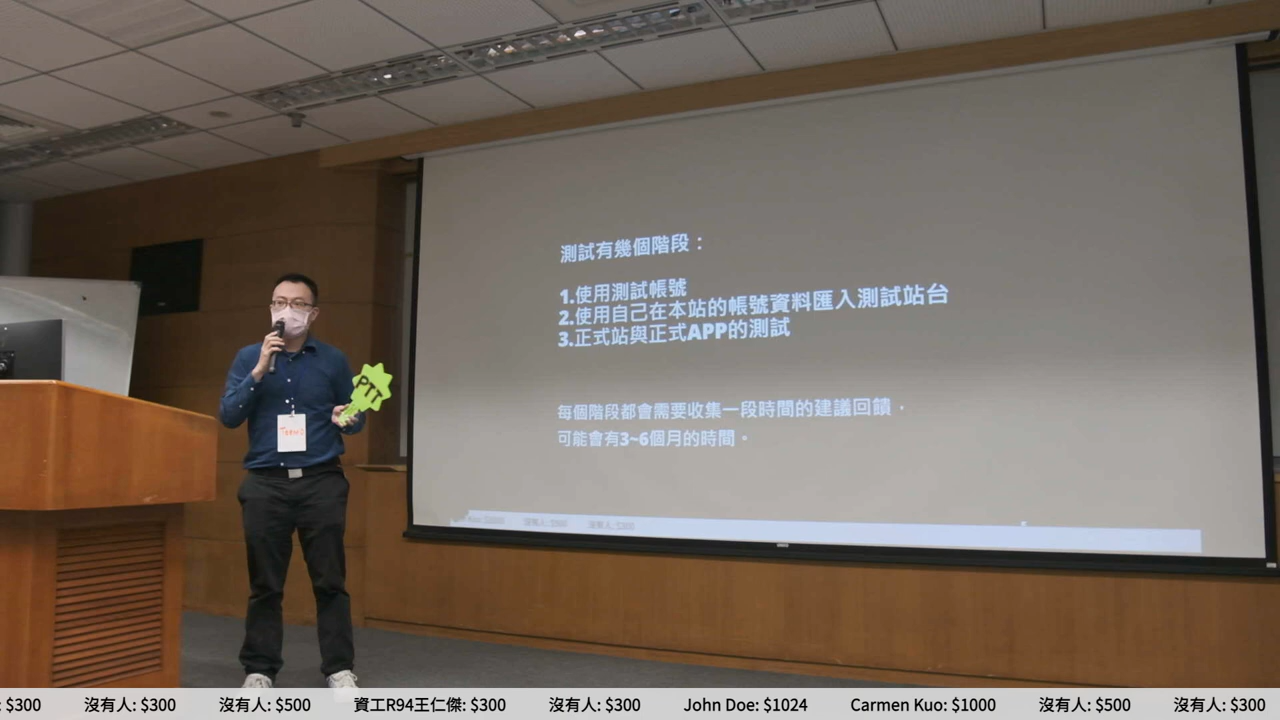 測試有幾個階段：
1.使用測試帳號
2.使用自己在本站的帳號資料匯入測試站台
3.正式站與正式APP的測試
每個階段都會需要收集一段時間的建議回饋，
可能會有3~6個月的時間。
PTT
沒有人: $300
: $300 沒有人: $300 沒有人: $500 資工R94王仁傑: $300 沒有人: $300 John Doe: $1024 Carmen Kuo: $1000 沒有人: $500 沒有人: $300